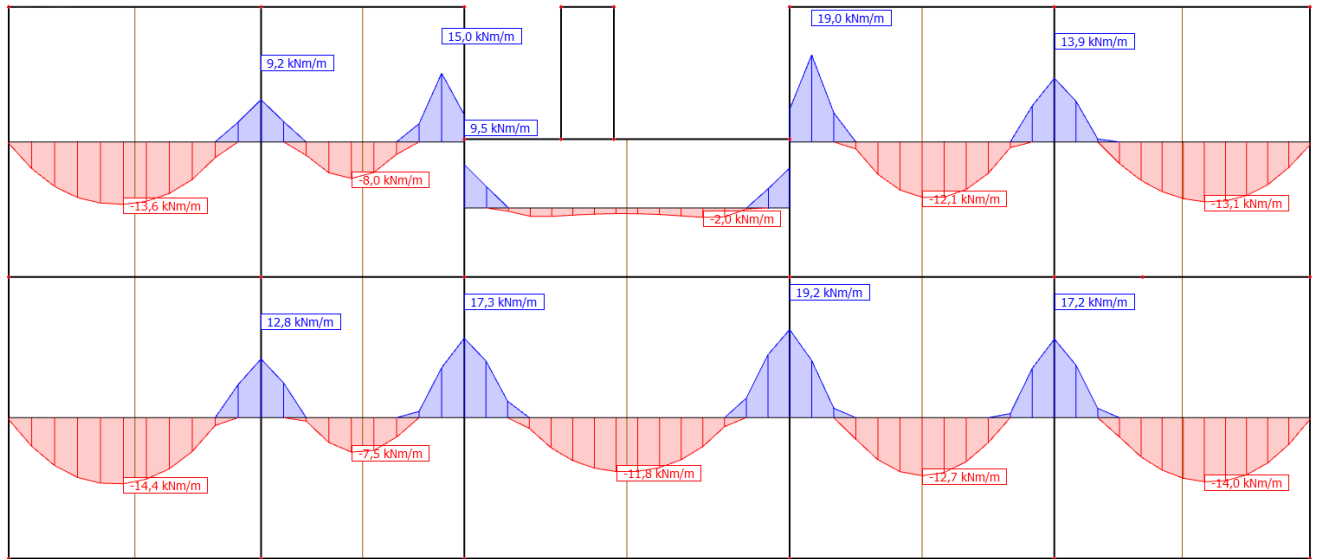 19,0 kNm/m
15,0 kNm/m
13,9 kNm/m
9,2 kNm/m
9,5 kNm/m
-8,0 kNm/m
-13,6 kNm/m
-2,0 kNm/m
-12,1 kNm/m
-13,1 kNm/m
12,8 kNm/m
17,3 kNm/m
19,2 kNm/m
17,2 kNm/m
-14,4 kNm/m
-7,5 kNm/m
-11,8 kNm/m
-12,7 kNm/m
-14,0 kNm/m